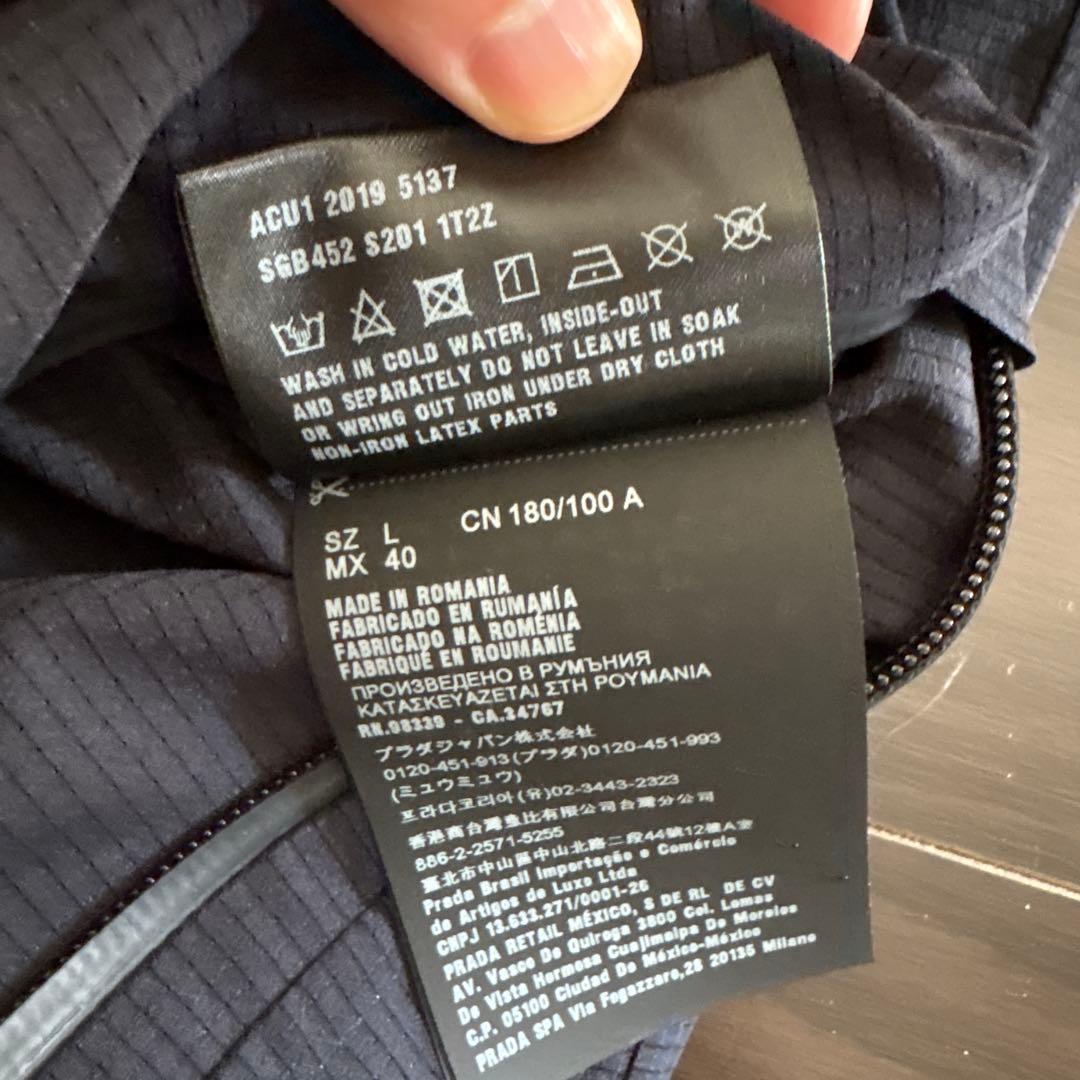 ACU1 2019 5137
SGB452 S201 1T2Z
WASH IN COLD WATER, INSIDE-OUT
AND SEPARATELY DO NOT LEAVE IN SOAK
OR WRING OUT IRON UNDER DRY CLOTH
NON-IRON LATEX PARTS
SZ L CN 180/100 A
MX 40
MADE IN ROMANIA
FABRICADO EN RUMANÍA
FABRICADO NA ROMÉNIA
FABRIQUÉ EN ROUMANIE
ПРОИЗВЕДЕНО В РУМЪНИЯ
ΚΑΤΑΣΚΕΥΑΖΕΤΑΙ ΣΤΗ ΡΟΥΜΑΝΙΑ
RN.98339 - CA.34767
プラダジャパン株式会社
0120-451-913(プラダ)0120-451-993
(ミュウミュウ)
프라다코리아(유)02-3443-2323
香港商台灣普比有限公司台灣分公司
886-2-2571-5255
臺北市中山區中山北路二段44號12樓A室
Prada Brasil Importação e Comércio
de Artigos de Luxo Ltda
CNPJ 13.633.271/0001-26
PRADA RETAIL MÉXICO, S DE RL DE CV
AV. Vasco De Quiroga 3800 Col. Lomas
De Vista Hermosa Cuajimalpa De Morelos
C.P. 05100 Ciudad De México-México
PRADA SPA Via Fogazzaro,28 20135 Milano